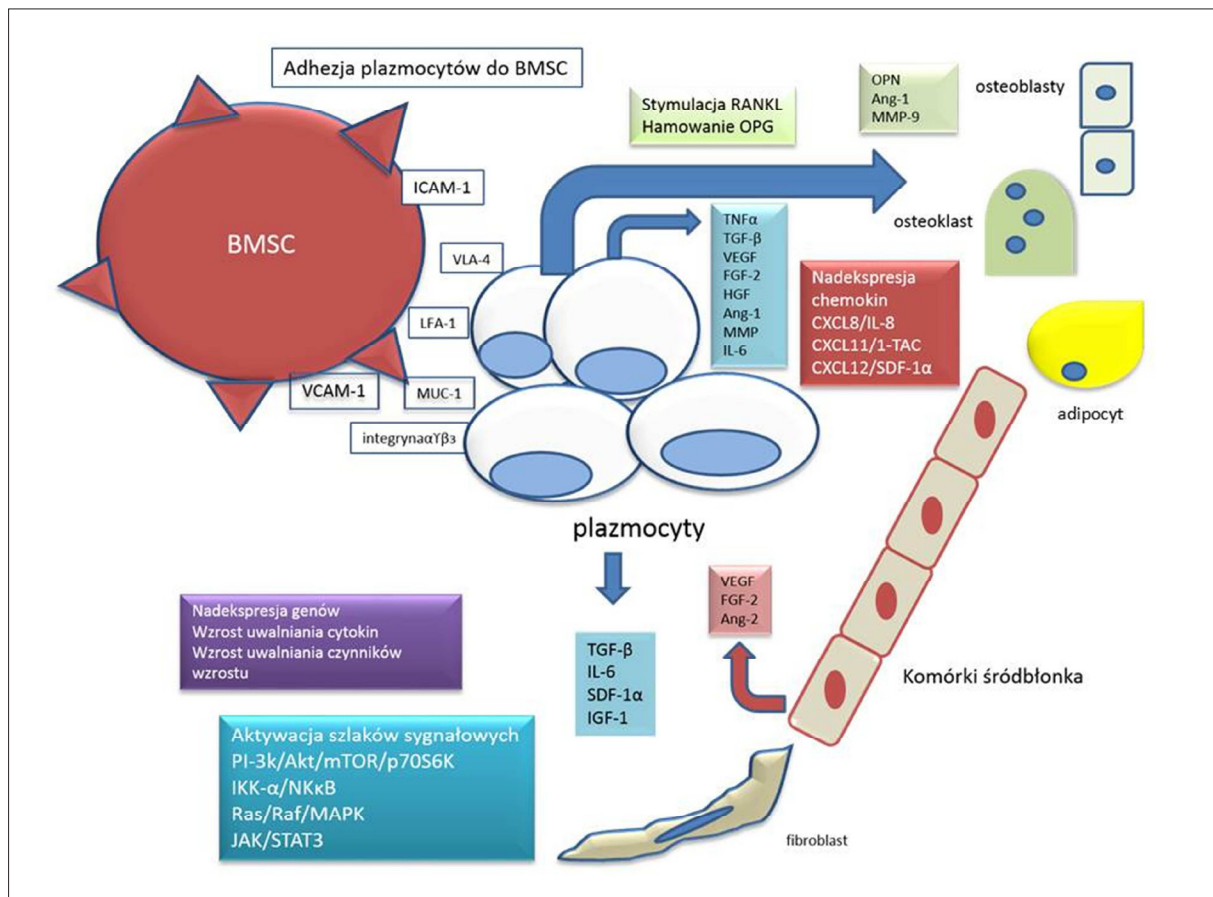 Adhezja plazmocytów do BMSC
BMSC
ICAM-1
VLA-4
LFA-1
VCAM-1
MUC-1
integrynaαϒβ3
Stymulacja RANKL
Hamowanie OPG
OPN
Ang-1
MMP-9
osteoblasty
osteoklast
TNFα
TGF-β
VEGF
FGF-2
HGF
Ang-1
MMP
IL-6
Nadekspresja
chemokin
CXCL8/IL-8
CXCL11/1-TAC
CXCL12/SDF-1α
adipocyt
plazmocyty
VEGF
FGF-2
Ang-2
Komórki śródbłonka
Nadekspresja genów
Wzrost uwalniania cytokin
Wzrost uwalniania czynników
wzrostu
TGF-β
IL-6
SDF-1α
IGF-1
Aktywacja szlaków sygnałowych
PI-3k/Akt/mTOR/p70S6K
IKK-α/NKκB
Ras/Raf/MAPK
JAK/STAT3
fibroblast